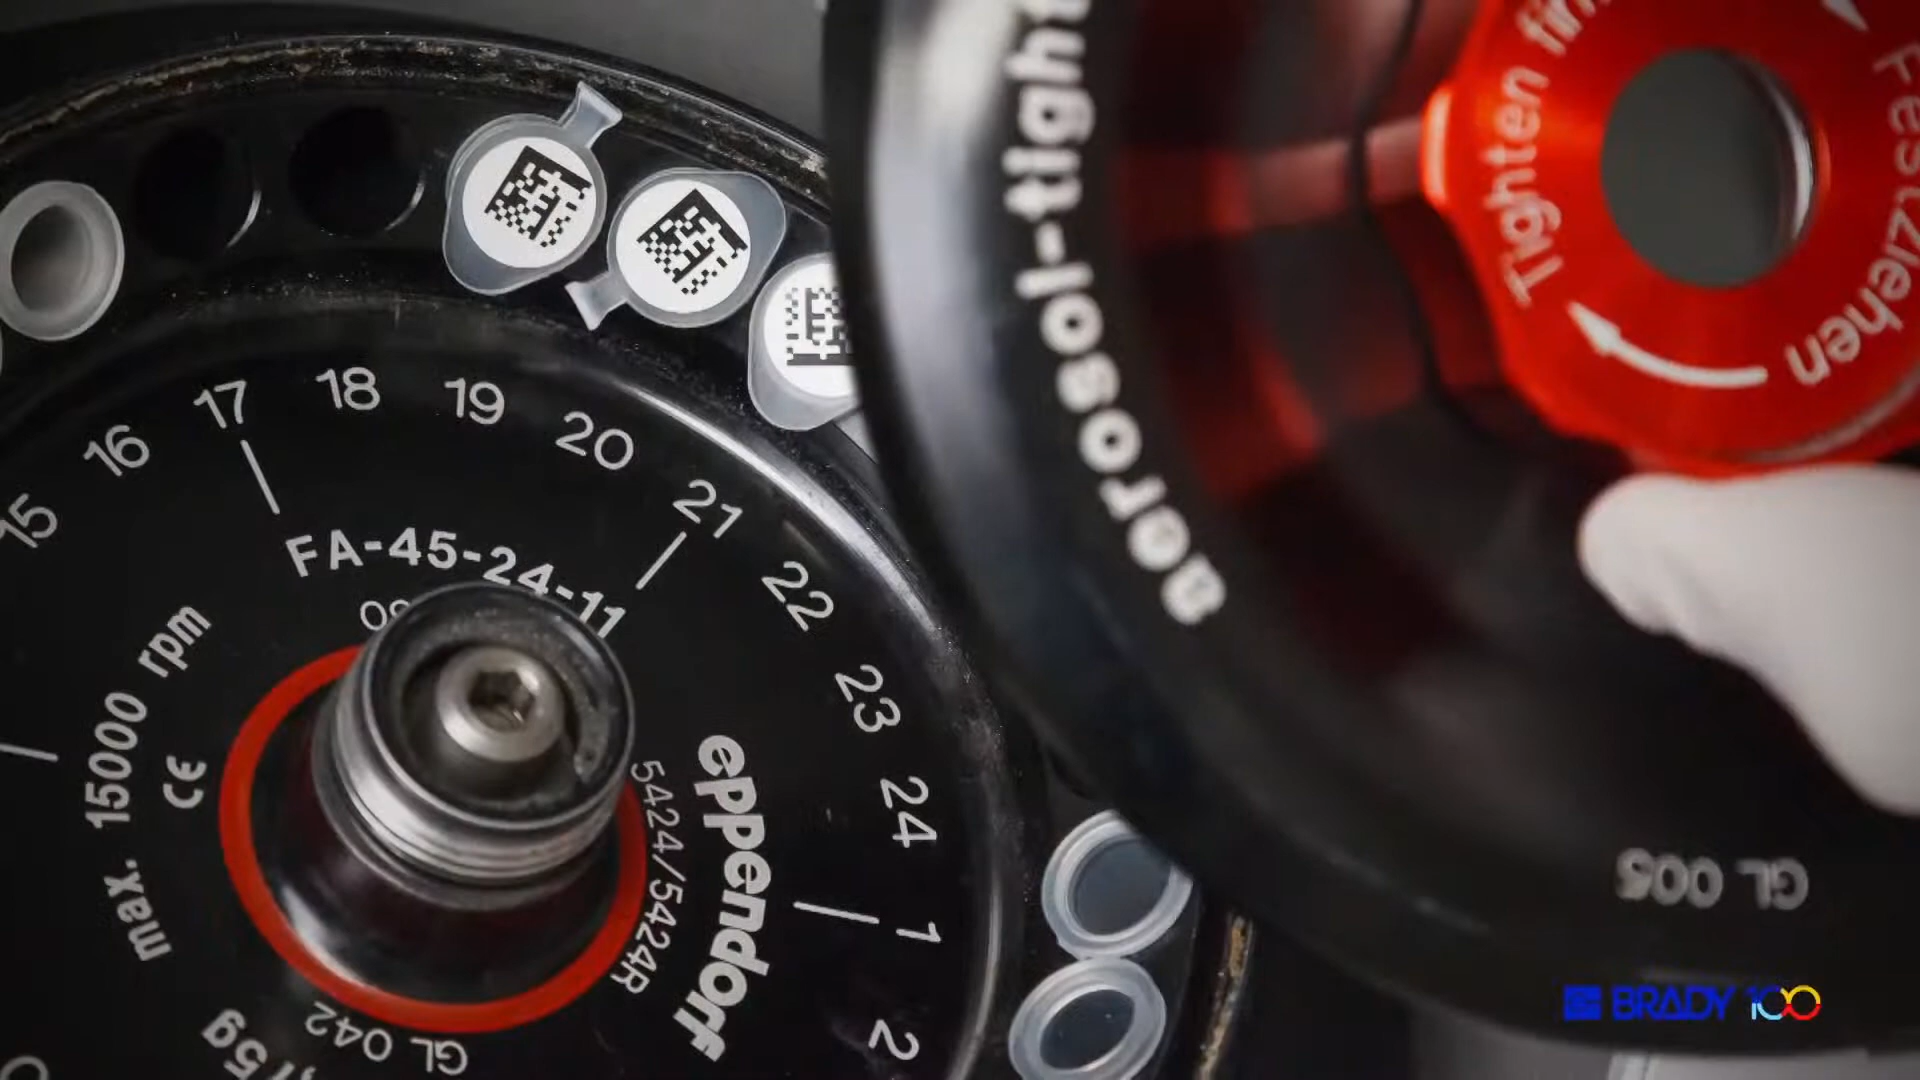 aerosol-tight
Tighten
Festziehen
GL 005
15
16
17
18
19
20
21
22
23
24
1
2
FA-45-24-11
max. 15000 rpm
CE
eppendorf
5424/5424R
GL 042
BRADY 100